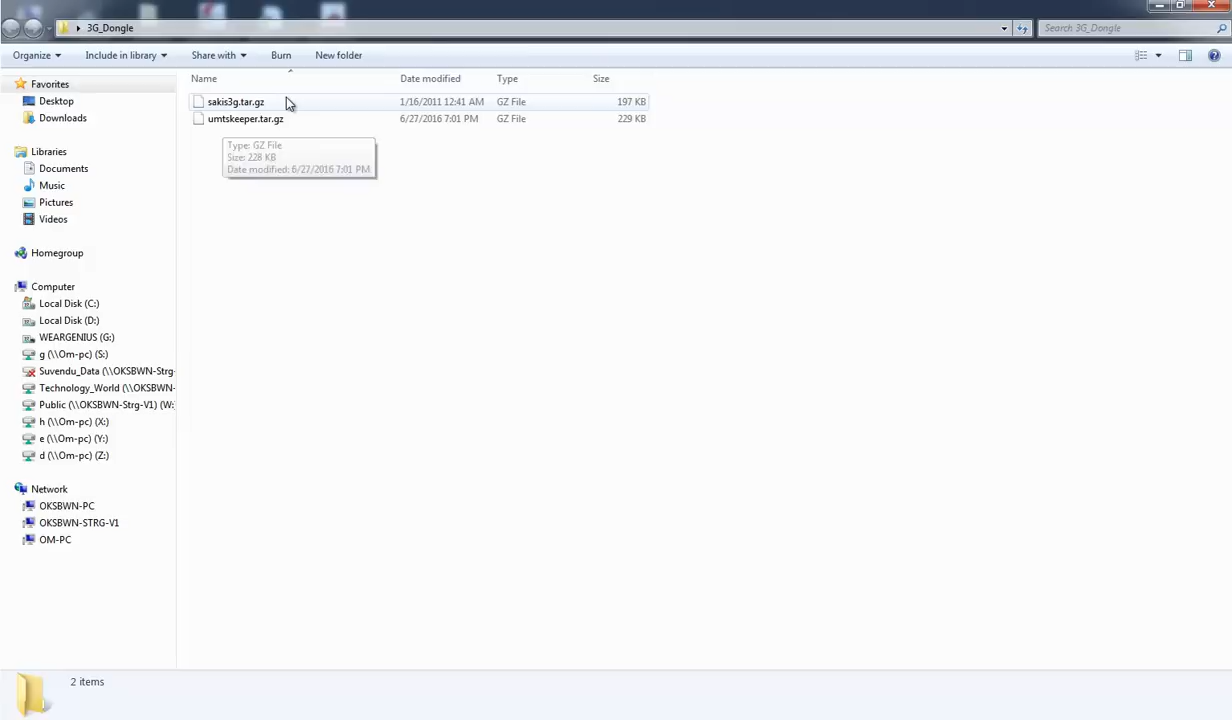 3G_Dongle
Search 3G_Dongle
Organize Include in library Share with Burn New folder
Favorites
Desktop
Downloads
Libraries
Documents
Music
Pictures
Videos
Homegroup
Computer
Local Disk (C:)
Local Disk (D:)
WEARGENIUS (G:)
g (\\Om-pc) (S:)
Suvendu_Data (\\OKSBWN-Strg-
Technology_World (\\OKSBWN-
Public (\\OKSBWN-Strg-V1) (W:
h (\\Om-pc) (X:)
e (\\Om-pc) (Y:)
d (\\Om-pc) (Z:)
Network
OKSBWN-PC
OKSBWN-STRG-V1
OM-PC
Name Date modified Type Size
sakis3g.tar.gz 1/16/2011 12:41 AM GZ File 197 KB
umtskeeper.tar.gz 6/27/2016 7:01 PM GZ File 229 KB
Type: GZ File
Size: 228 KB
Date modified: 6/27/2016 7:01 PM
2 items